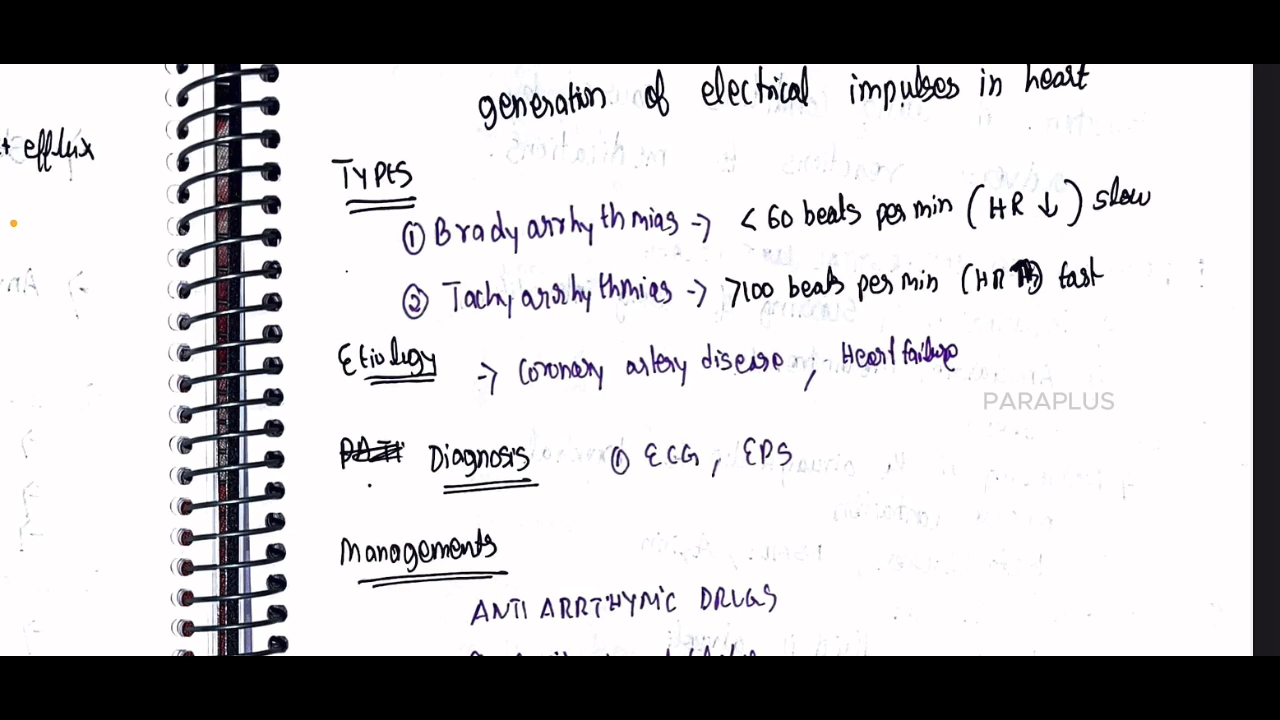 generation of electrical impulses in heart
+ efflux
TYPES
① Bradyarrhythmias -> < 60 beats per min (HR ↓) slow
② Tachyarrhythmias -> >100 beats per min (HR ↑) fast
Etiology -> Coronary artery disease, Heart failure
PARAPLUS
Diagnosis ① ECG, EPS
Managements
ANTI ARRTHYMIC DRUGS